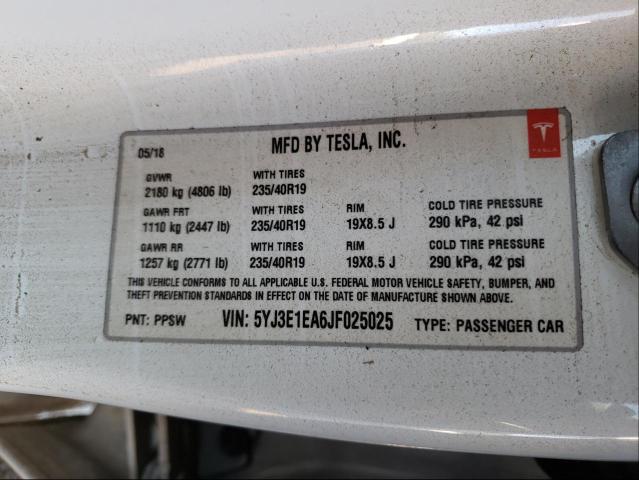 05/18 MFD BY TESLA, INC. TESLA
GVWR WITH TIRES
2180 kg (4806 lb) 235/40R19
GAWR FRT WITH TIRES RIM COLD TIRE PRESSURE
1110 kg (2447 lb) 235/40R19 19X8.5 J 290 kPa, 42 psi
GAWR RR WITH TIRES RIM COLD TIRE PRESSURE
1257 kg (2771 lb) 235/40R19 19X8.5 J 290 kPa, 42 psi
THIS VEHICLE CONFORMS TO ALL APPLICABLE U.S. FEDERAL MOTOR VEHICLE SAFETY, BUMPER, AND
THEFT PREVENTION STANDARDS IN EFFECT ON THE DATE OF MANUFACTURE SHOWN ABOVE.
PNT: PPSW VIN: 5YJ3E1EA6JF025025 TYPE: PASSENGER CAR